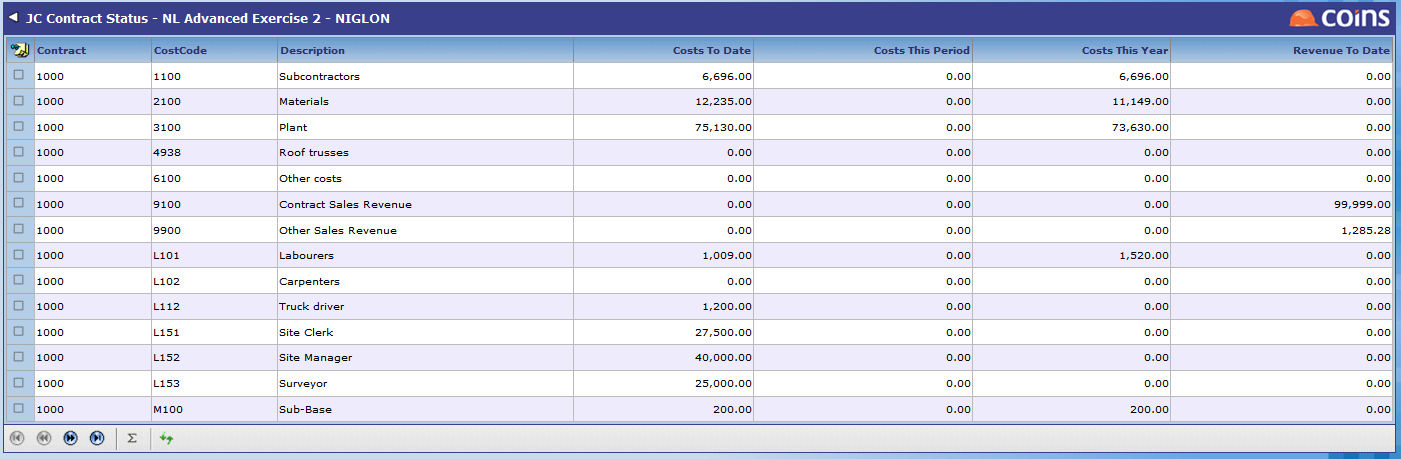 JC Contract Status - NL Advanced Exercise 2 - NIGLON coins
Contract CostCode Description Costs To Date Costs This Period Costs This Year Revenue To Date
1000 1100 Subcontractors 6,696.00 0.00 6,696.00 0.00
1000 2100 Materials 12,235.00 0.00 11,149.00 0.00
1000 3100 Plant 75,130.00 0.00 73,630.00 0.00
1000 4938 Roof trusses 0.00 0.00 0.00 0.00
1000 6100 Other costs 0.00 0.00 0.00 0.00
1000 9100 Contract Sales Revenue 0.00 0.00 0.00 99,999.00
1000 9900 Other Sales Revenue 0.00 0.00 0.00 1,285.28
1000 L101 Labourers 1,009.00 0.00 1,520.00 0.00
1000 L102 Carpenters 0.00 0.00 0.00 0.00
1000 L112 Truck driver 1,200.00 0.00 0.00 0.00
1000 L151 Site Clerk 27,500.00 0.00 0.00 0.00
1000 L152 Site Manager 40,000.00 0.00 0.00 0.00
1000 L153 Surveyor 25,000.00 0.00 0.00 0.00
1000 M100 Sub-Base 200.00 0.00 200.00 0.00
Σ